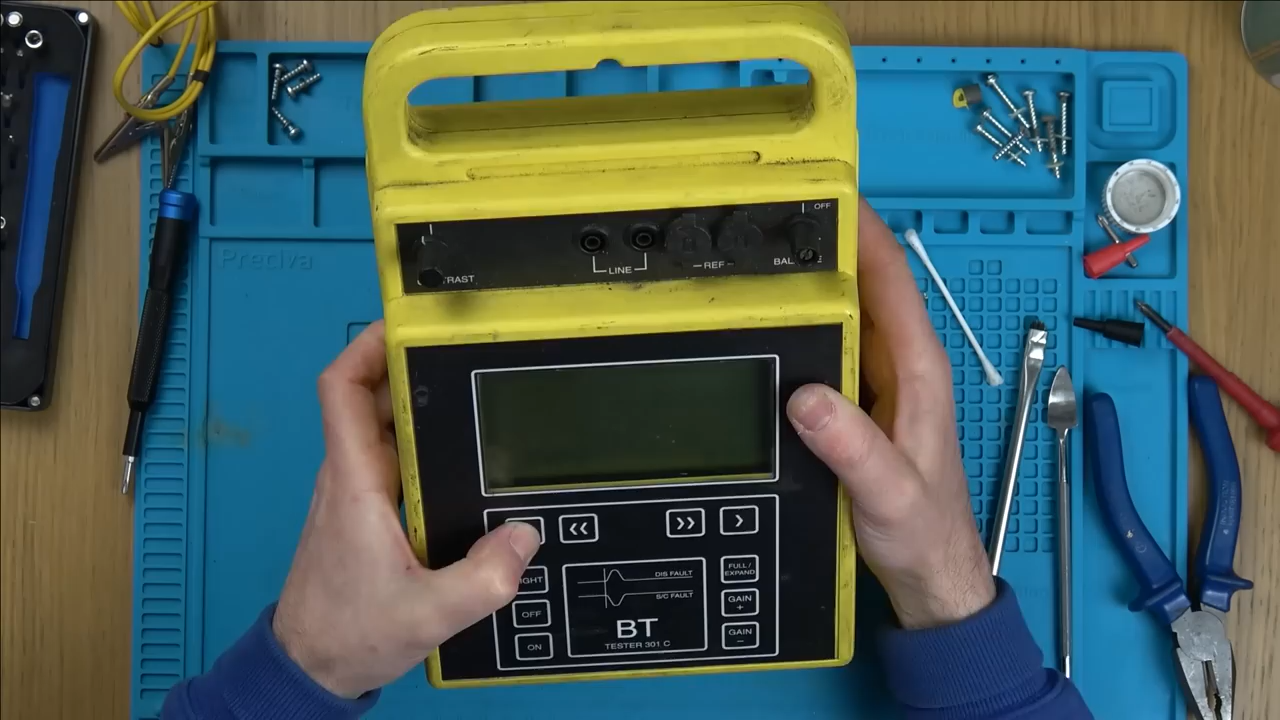 Preciva
OFF
TRAST
LINE
REF
BAL
E
<<
>>
>
IGHT
FULL/
EXPAND
DIS FAULT
S/C FAULT
OFF
GAIN
+
BT
TESTER 301 C
ON
GAIN
-